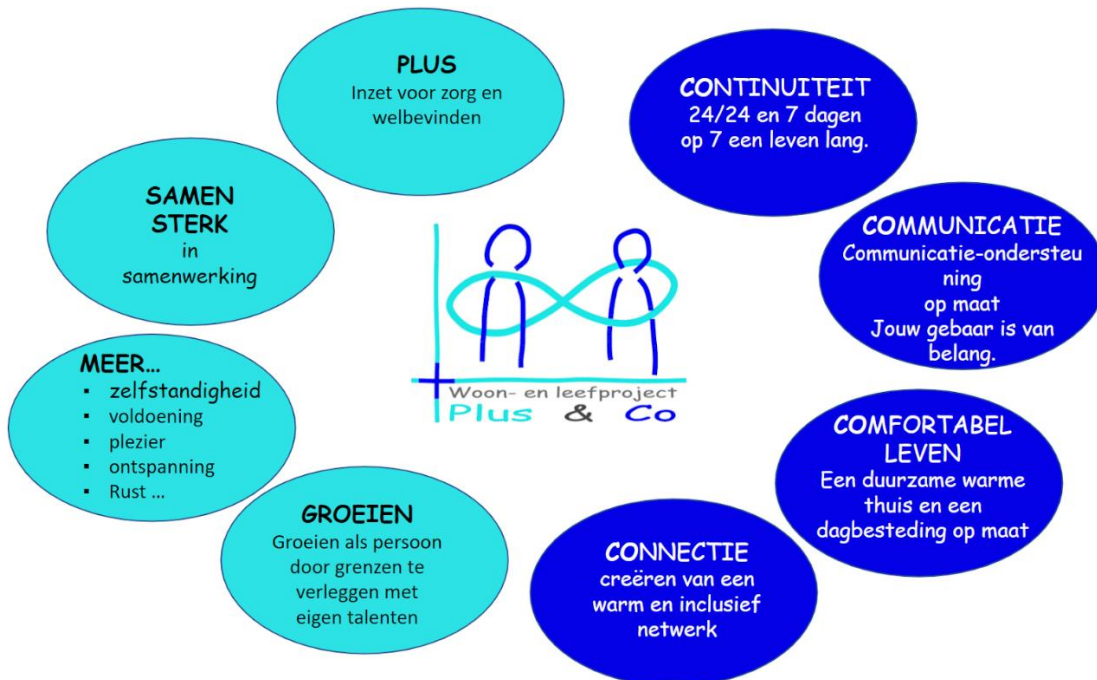 PLUS
Inzet voor zorg en
welbevinden
SAMEN
STERK
in
samenwerking
MEER...
▪ zelfstandigheid
▪ voldoening
▪ plezier
▪ ontspanning
▪ Rust ...
GROEIEN
Groeien als persoon
door grenzen te
verleggen met
eigen talenten
Woon- en leefproject
Plus & Co
CONTINUITEIT
24/24 en 7 dagen
op 7 een leven lang.
COMMUNICATIE
Communicatie-ondersteu
ning
op maat
Jouw gebaar is van
belang.
COMFORTABEL
LEVEN
Een duurzame warme
thuis en een
dagbesteding op maat
CONNECTIE
creëren van een
warm en inclusief
netwerk